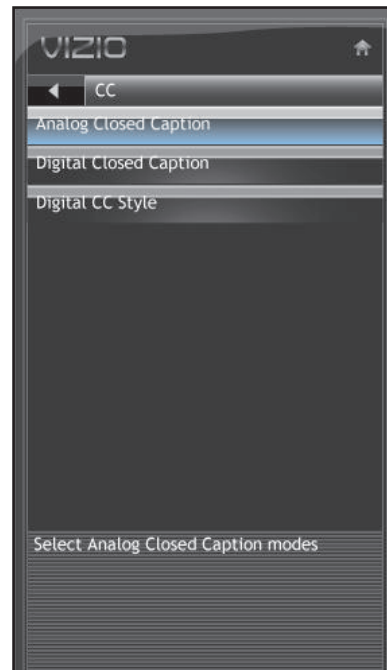 VIZIO
CC
Analog Closed Caption
Digital Closed Caption
Digital CC Style
Select Analog Closed Caption modes